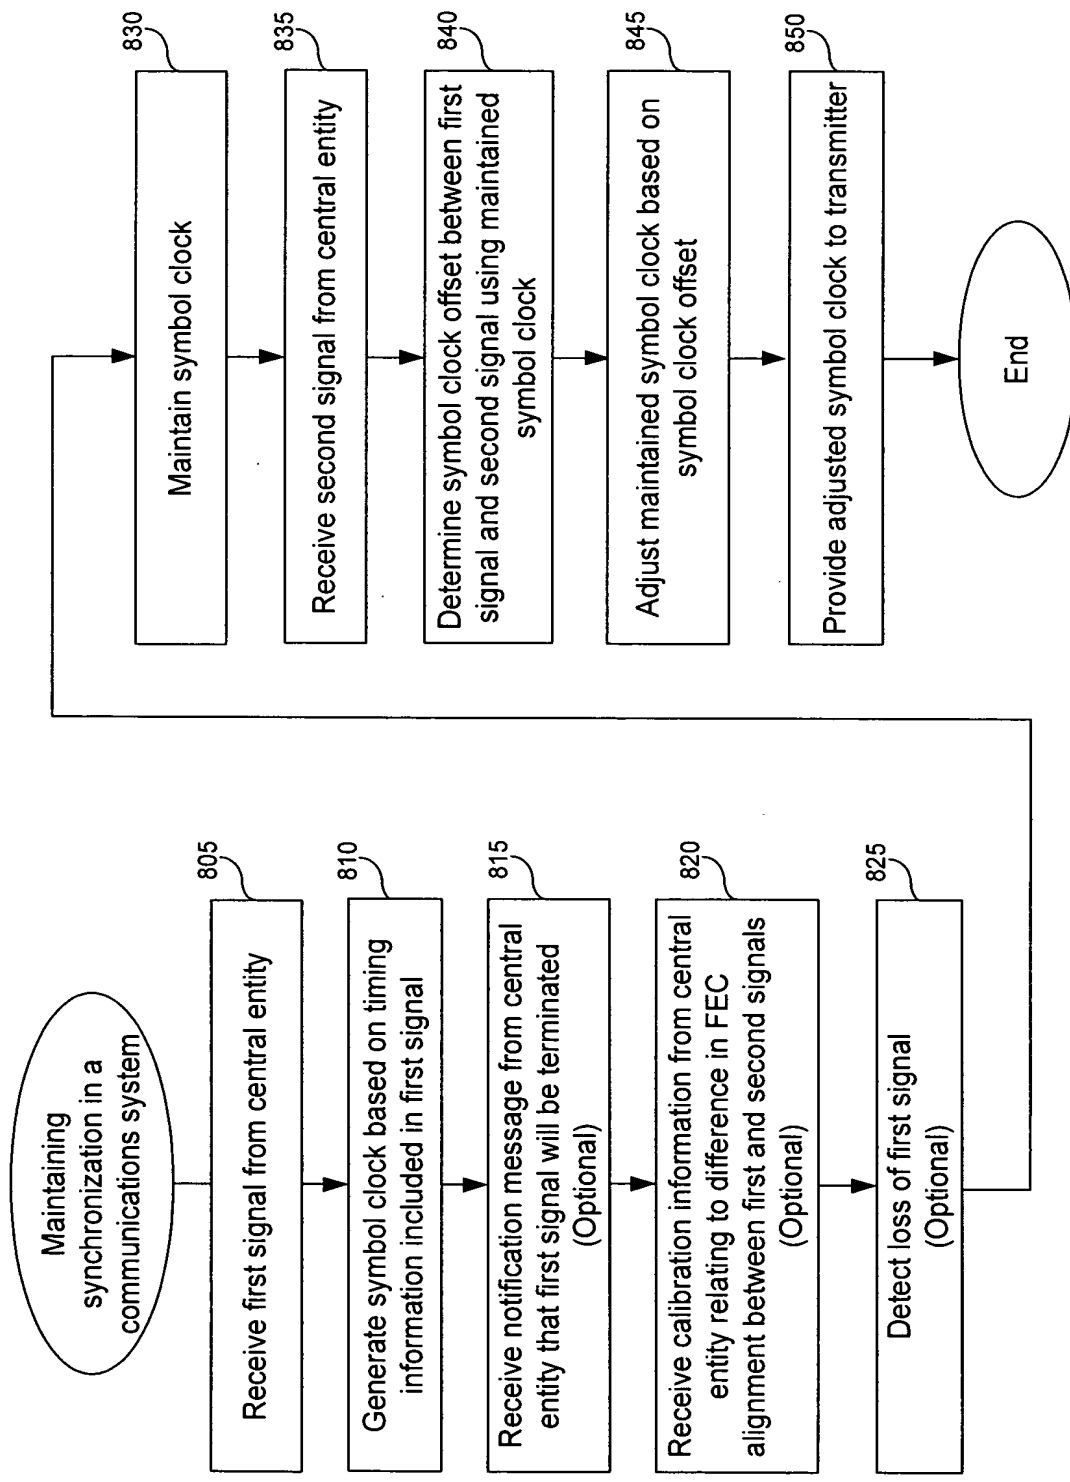 Maintaining
synchronization in a
communications system
805
Receive first signal from central entity
810
Generate symbol clock based on timing
information included in first signal
815
Receive notification message from central
entity that first signal will be terminated
(Optional)
820
Receive calibration information from central
entity relating to difference in FEC
alignment between first and second signals
(Optional)
825
Detect loss of first signal
(Optional)
830
Maintain symbol clock
835
Receive second signal from central entity
840
Determine symbol clock offset between first
signal and second signal using maintained
symbol clock
845
Adjust maintained symbol clock based on
symbol clock offset
850
Provide adjusted symbol clock to transmitter
End